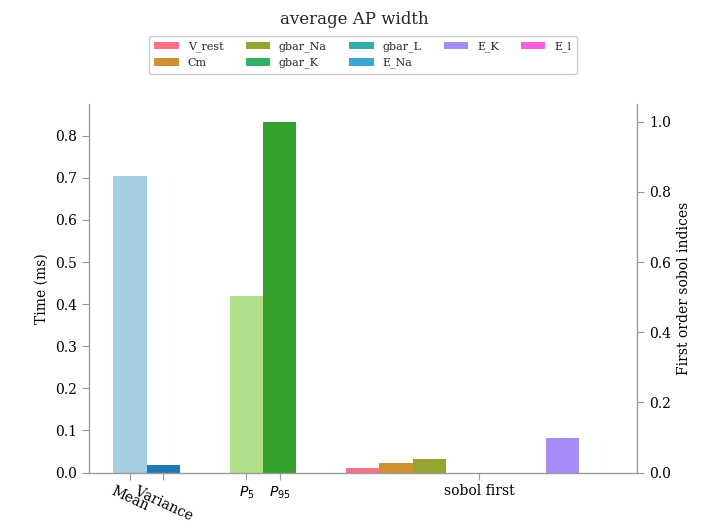 average AP width
V_rest gbar_Na gbar_L E_K E_l
Cm gbar_K E_Na
Time (ms)
0.8
0.7
0.6
0.5
0.4
0.3
0.2
0.1
0.0
First order sobol indices
1.0
0.8
0.6
0.4
0.2
0.0
Mean Variance P5 P95 sobol first